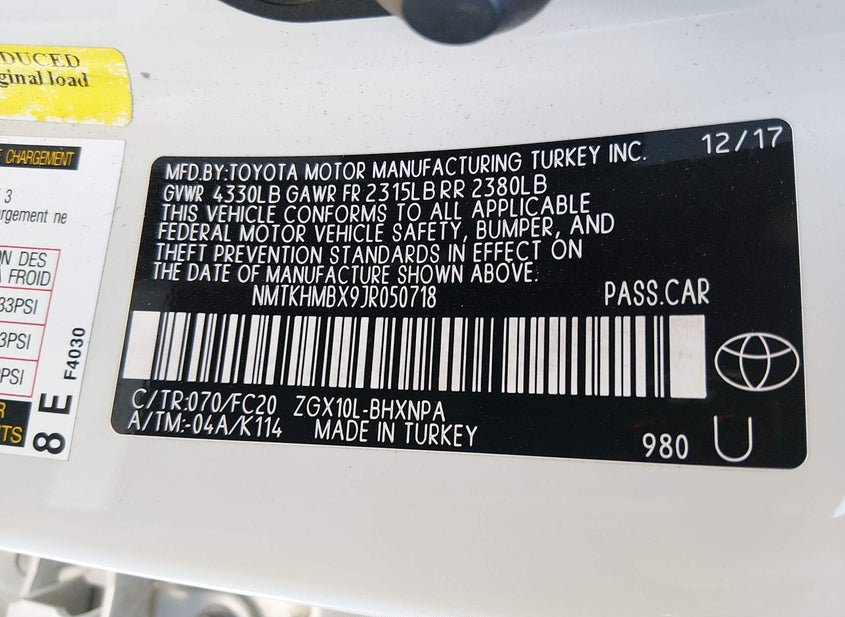 DUCED
ginal load
E CHARGEMENT
3
rgement ne
ON DES
A FROID
33PSI
3PSI
PSI
R
NTS
8 E
F4030
MFD.BY:TOYOTA MOTOR MANUFACTURING TURKEY INC. 12/17
GVWR 4330LB GAWR FR 2315LB RR 2380LB
THIS VEHICLE CONFORMS TO ALL APPLICABLE
FEDERAL MOTOR VEHICLE SAFETY, BUMPER, AND
THEFT PREVENTION STANDARDS IN EFFECT ON
THE DATE OF MANUFACTURE SHOWN ABOVE.
NMTKHMBX9JR050718 PASS.CAR
C/TR:070/FC20 ZGX10L-BHXNPA
A/TM:-04A/K114 MADE IN TURKEY
980 U